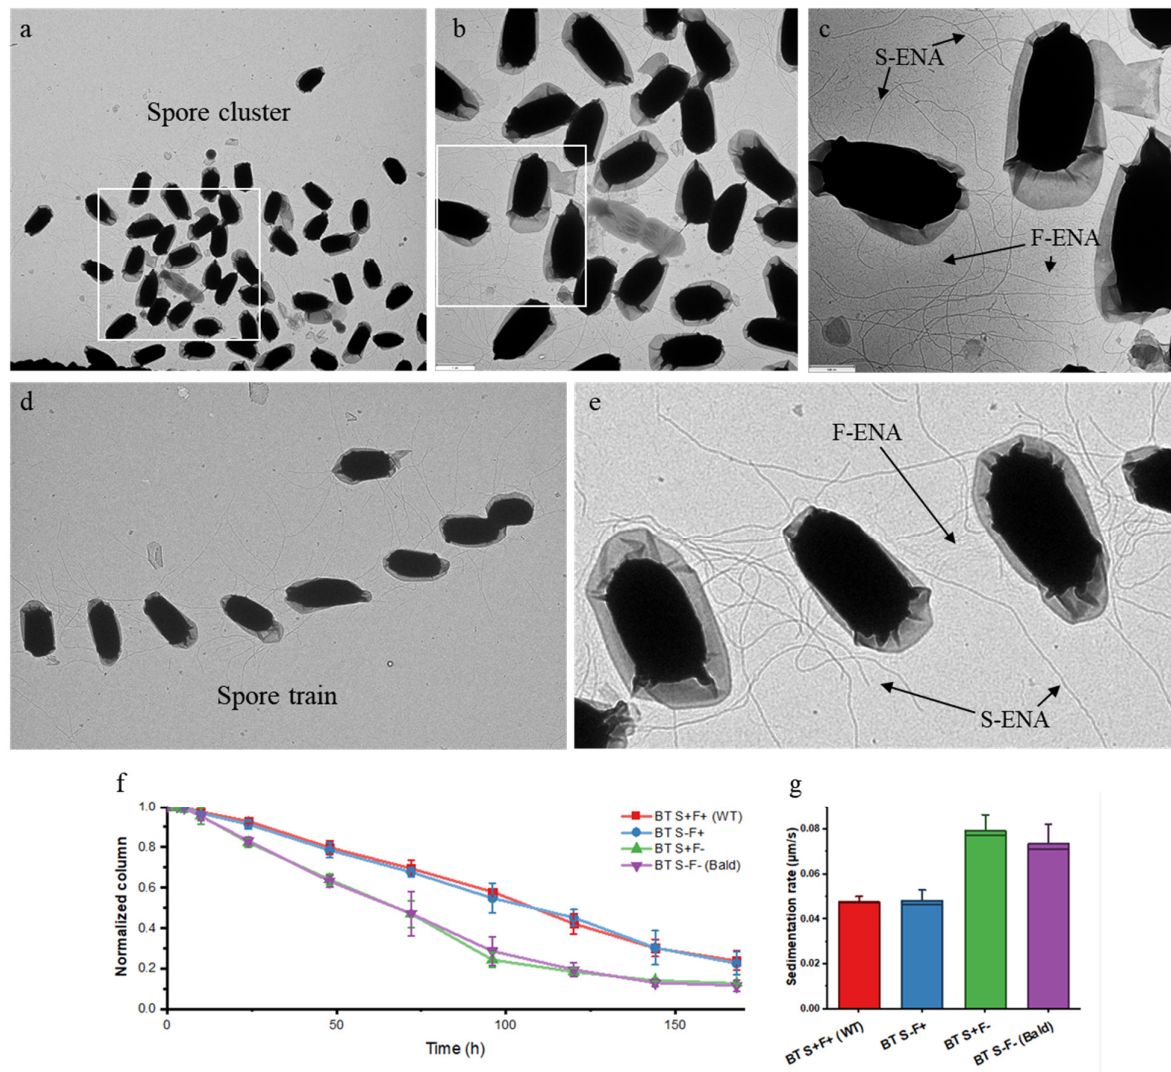 a
Spore cluster
b
c
S-ENA
F-ENA
d
Spore train
e
F-ENA
S-ENA
f
1.0
0.8
0.6
0.4
0.2
0.0
Normalized column
0
50
100
150
Time (h)
BT S+F+ (WT)
BT S-F+
BT S+F-
BT S-F- (Bald)
g
0.08
0.06
0.04
0.02
0.00
Sedimentation rate (µm/s)
BT S+F+ (WT)
BT S-F+
BT S+F-
BT S-F- (Bald)